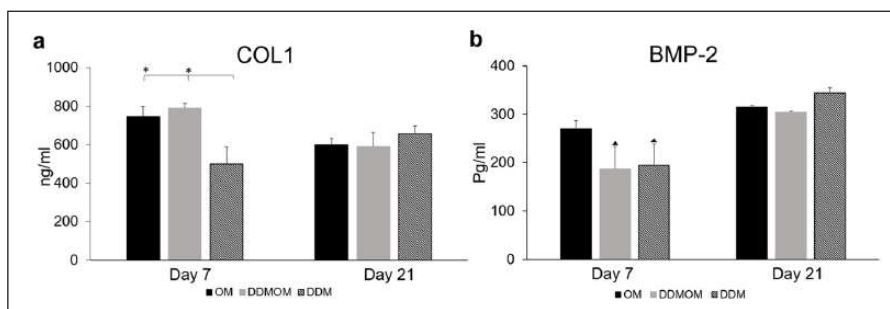 a
COL1
1000
800
600
400
200
0
ng/ml
* *
Day 7 Day 21
OM DDMOM DDM
b
BMP-2
400
300
200
100
0
Pg/ml
Day 7 Day 21
OM DDMOM DDM